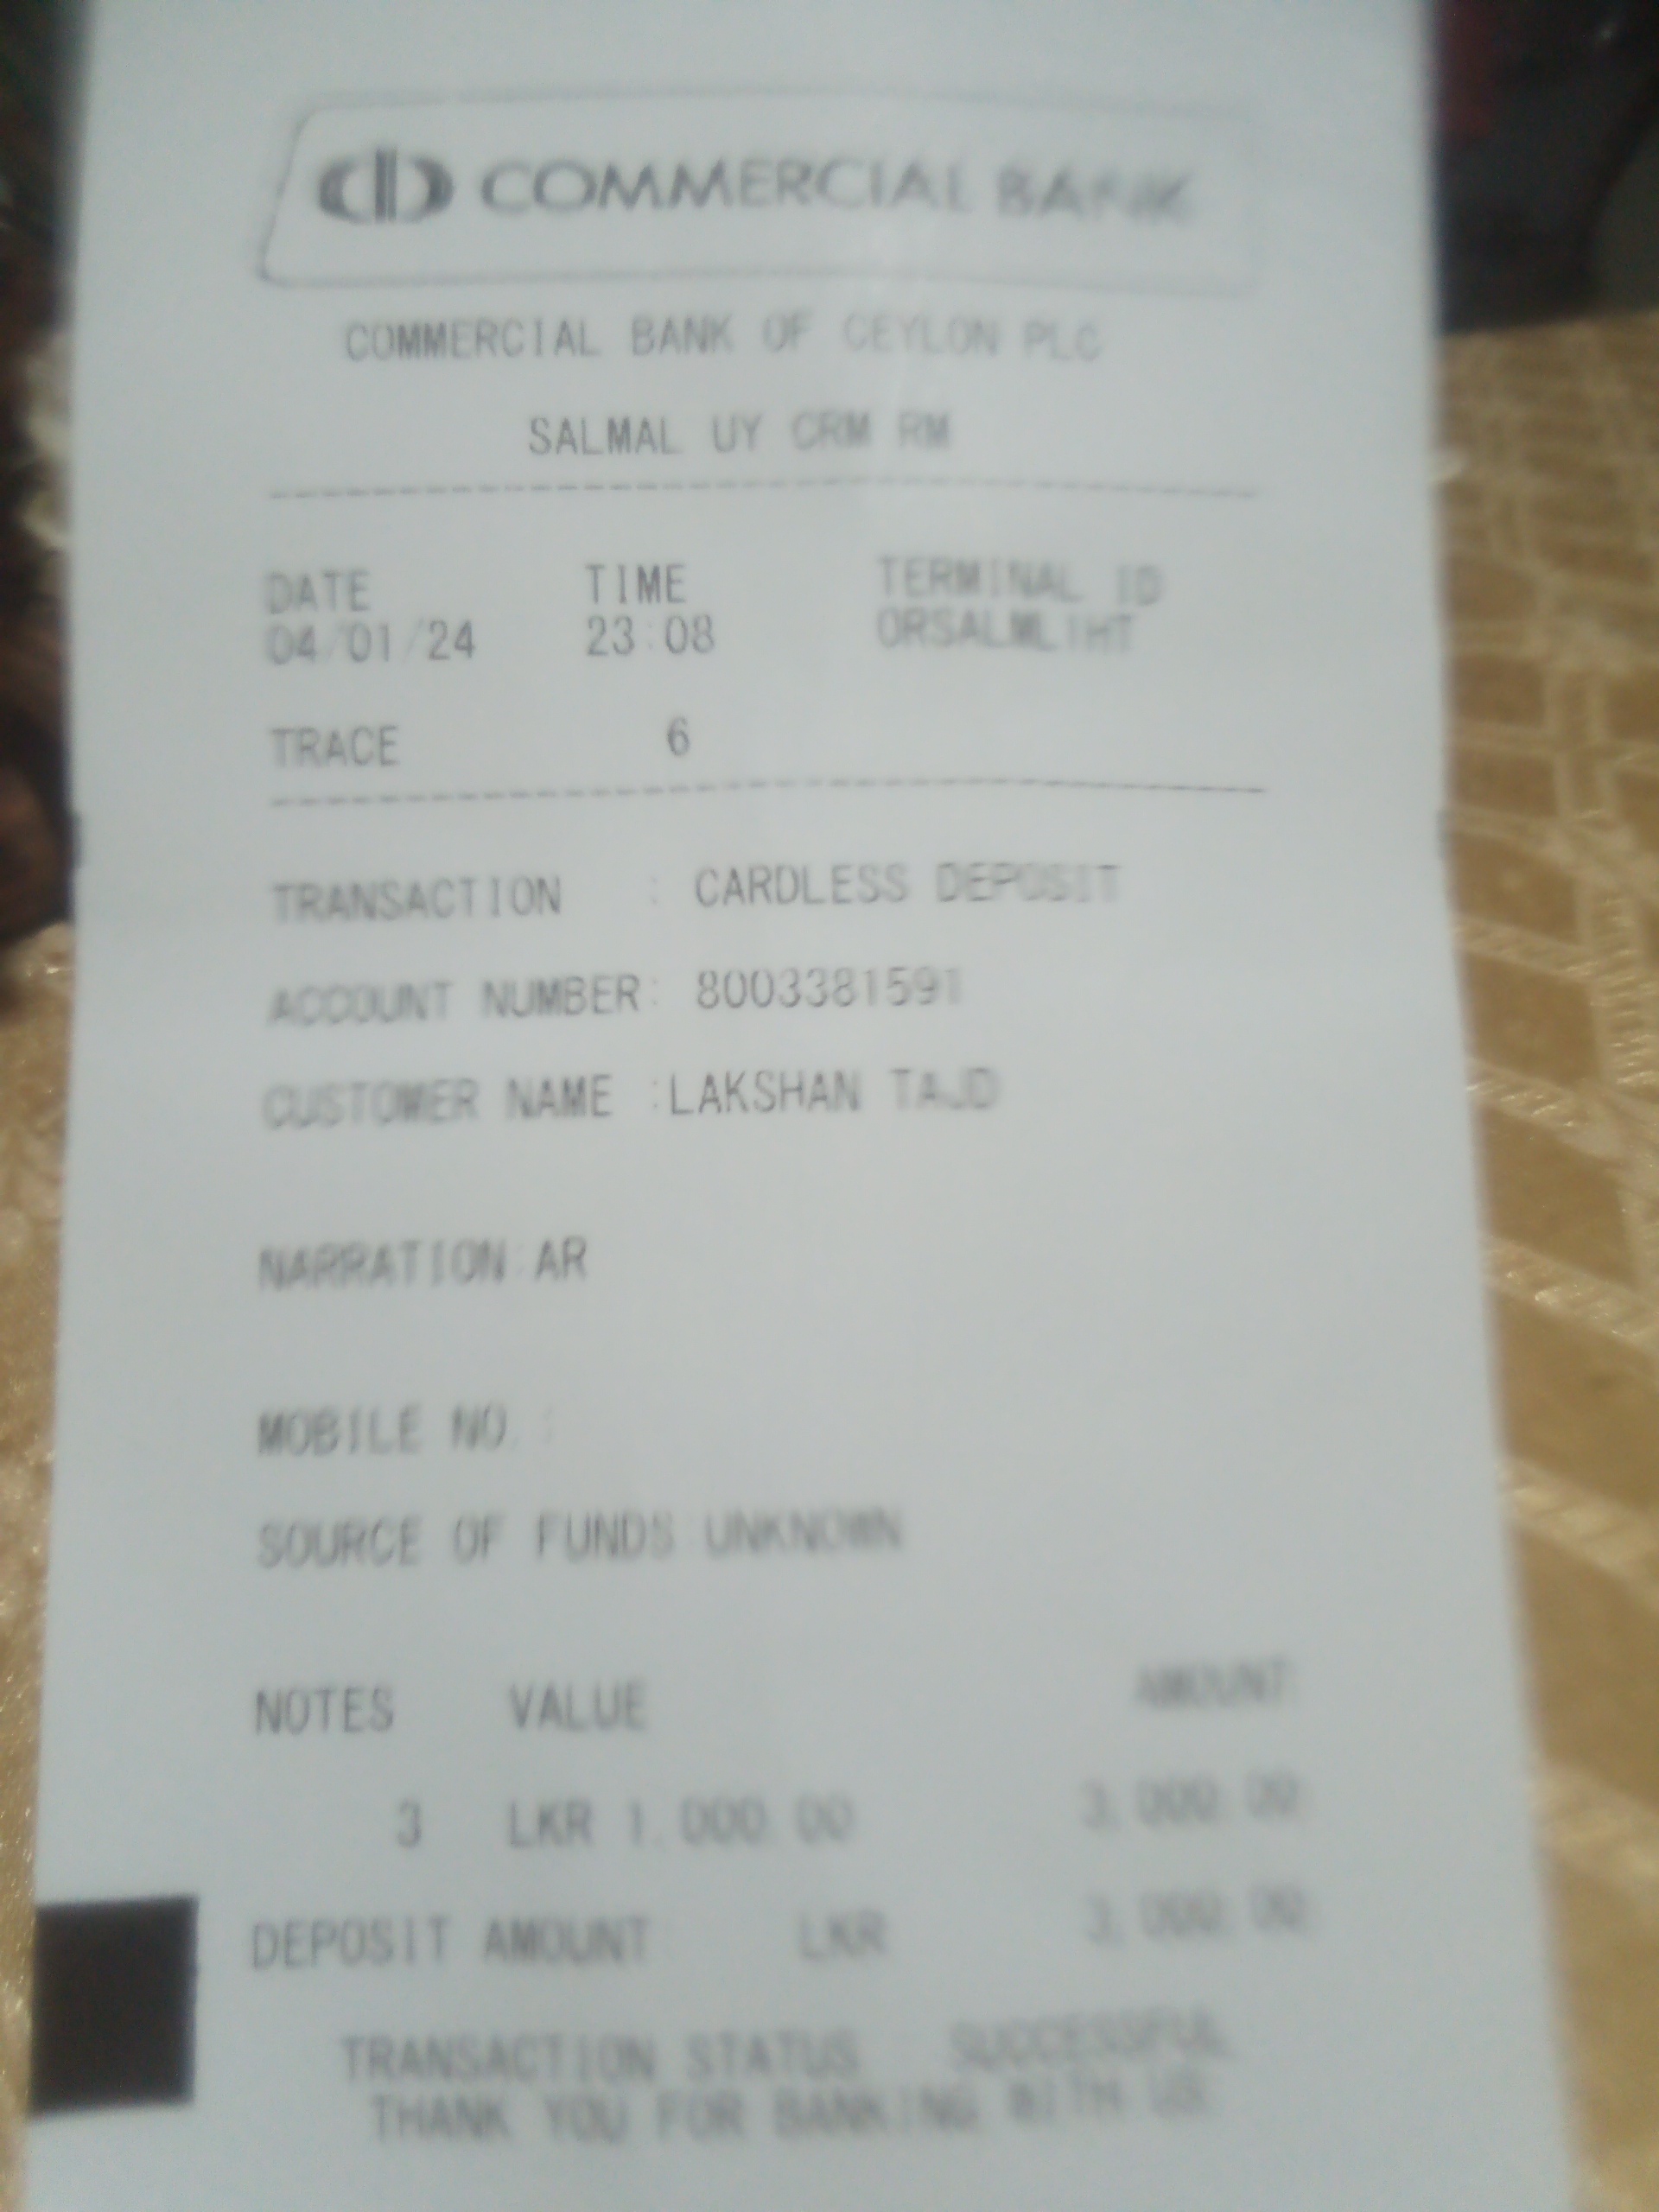 COMMERCIAL BANK
COMMERCIAL BANK OF CEYLON PLC
SALMAL UY CRM RM
DATE TIME TERMINAL ID
04/01/24 23:08
TRACE 6
TRANSACTION : CARDLESS DEPOSIT
ACCOUNT NUMBER: 8003381591
CUSTOMER NAME :LAKSHAN TAJD
NARRATION:AR
MOBILE NO.:
SOURCE OF FUNDS:UNKNOWN
NOTES VALUE AMOUNT
3 LKR 1,000.00 3,000.00
DEPOSIT AMOUNT LKR 3,000.00
TRANSACTION STATUS SUCCESSFUL
THANK YOU FOR BANKING WITH US